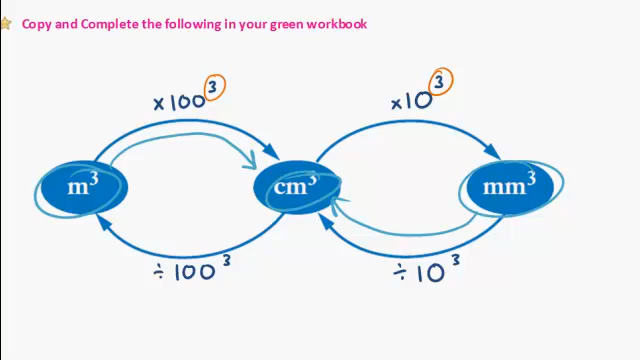 Copy and Complete the following in your green workbook
×100³ ×10³
m³ cm³ mm³
÷100³ ÷10³